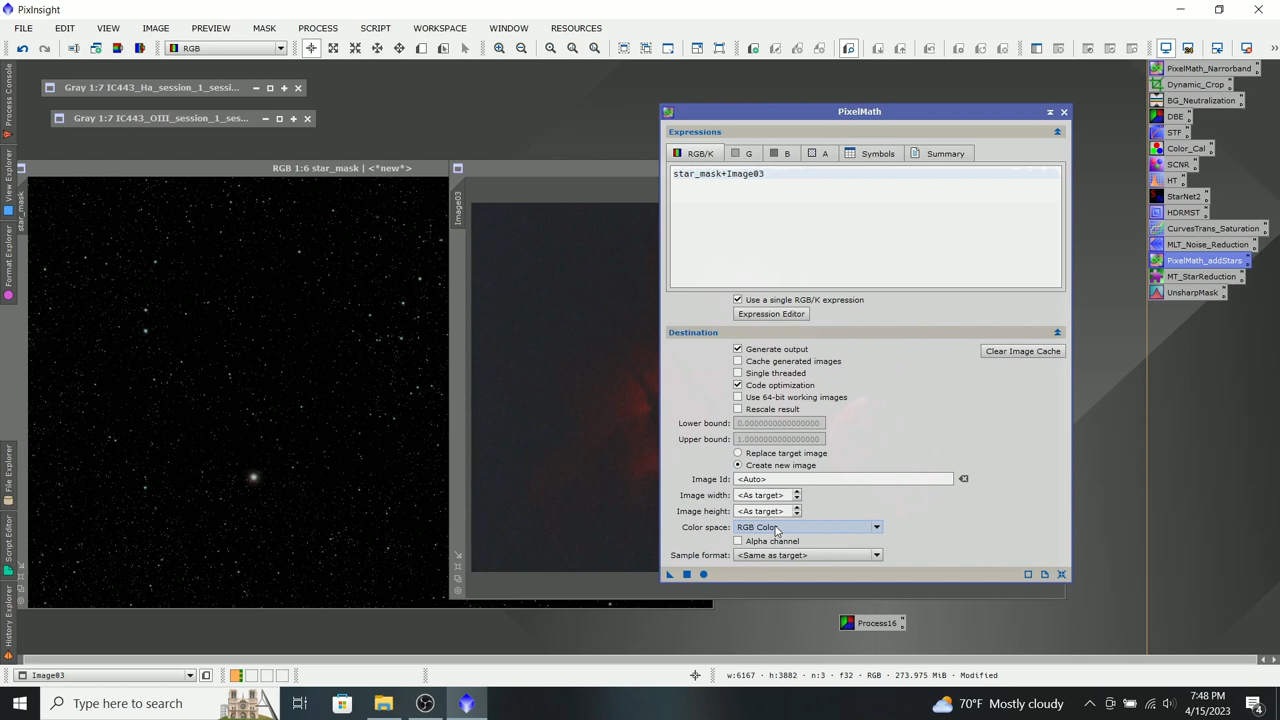 PixInsight
FILE EDIT VIEW IMAGE PREVIEW MASK PROCESS SCRIPT WORKSPACE WINDOW RESOURCES
RGB
Process Console
View Explorer
Format Explorer
File Explorer
Script Editor
History Explorer
Gray 1:7 IC443_Ha_session_1_sessi...
Gray 1:7 IC443_OIII_session_1_ses...
RGB 1:6 star_mask | <*new*>
star_mask
Image03
PixelMath
Expressions
RGB/K G B A Symbols Summary
star_mask+Image03
Use a single RGB/K expression
Expression Editor
Destination
Generate output
Clear Image Cache
Cache generated images
Single threaded
Code optimization
Use 64-bit working images
Rescale result
Lower bound: 0.000000000000000
Upper bound: 1.000000000000000
Replace target image
Create new image
Image Id: <Auto>
Image width: <As target>
Image height: <As target>
Color space: RGB Color
Alpha channel
Sample format: <Same as target>
PixelMath_Narrorband
Dynamic_Crop
BG_Neutralization
DBE
STF
Color_Cal
SCNR
HT
StarNet2
HDRMST
CurvesTrans_Saturation
MLT_Noise_Reduction
PixelMath_addStars
MT_StarReduction
UnsharpMask
Process16
Image03
w:6167 · h:3882 · n:3 · f32 · RGB · 273.975 MiB · Modified
Type here to search
70°F Mostly cloudy
7:48 PM
4/15/2023
4